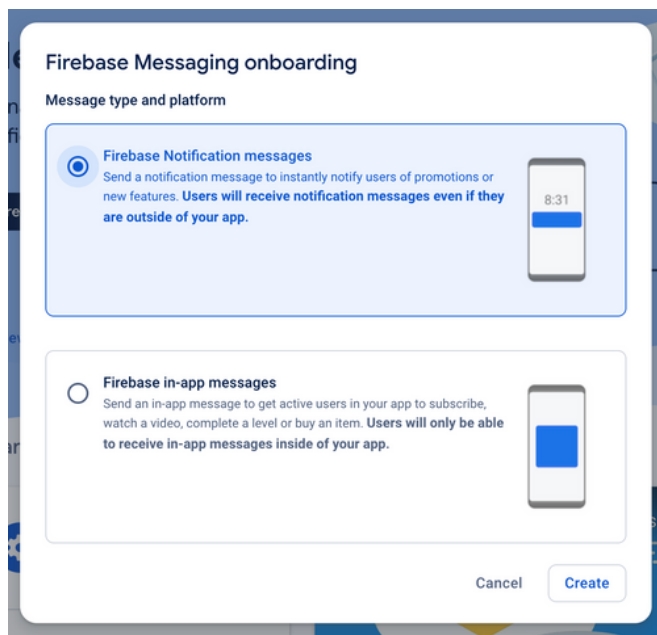 Firebase Messaging onboarding
Message type and platform
Firebase Notification messages
Send a notification message to instantly notify users of promotions or
new features. Users will receive notification messages even if they
are outside of your app.
8:31
Firebase in-app messages
Send an in-app message to get active users in your app to subscribe,
watch a video, complete a level or buy an item. Users will only be able
to receive in-app messages inside of your app.
Cancel
Create